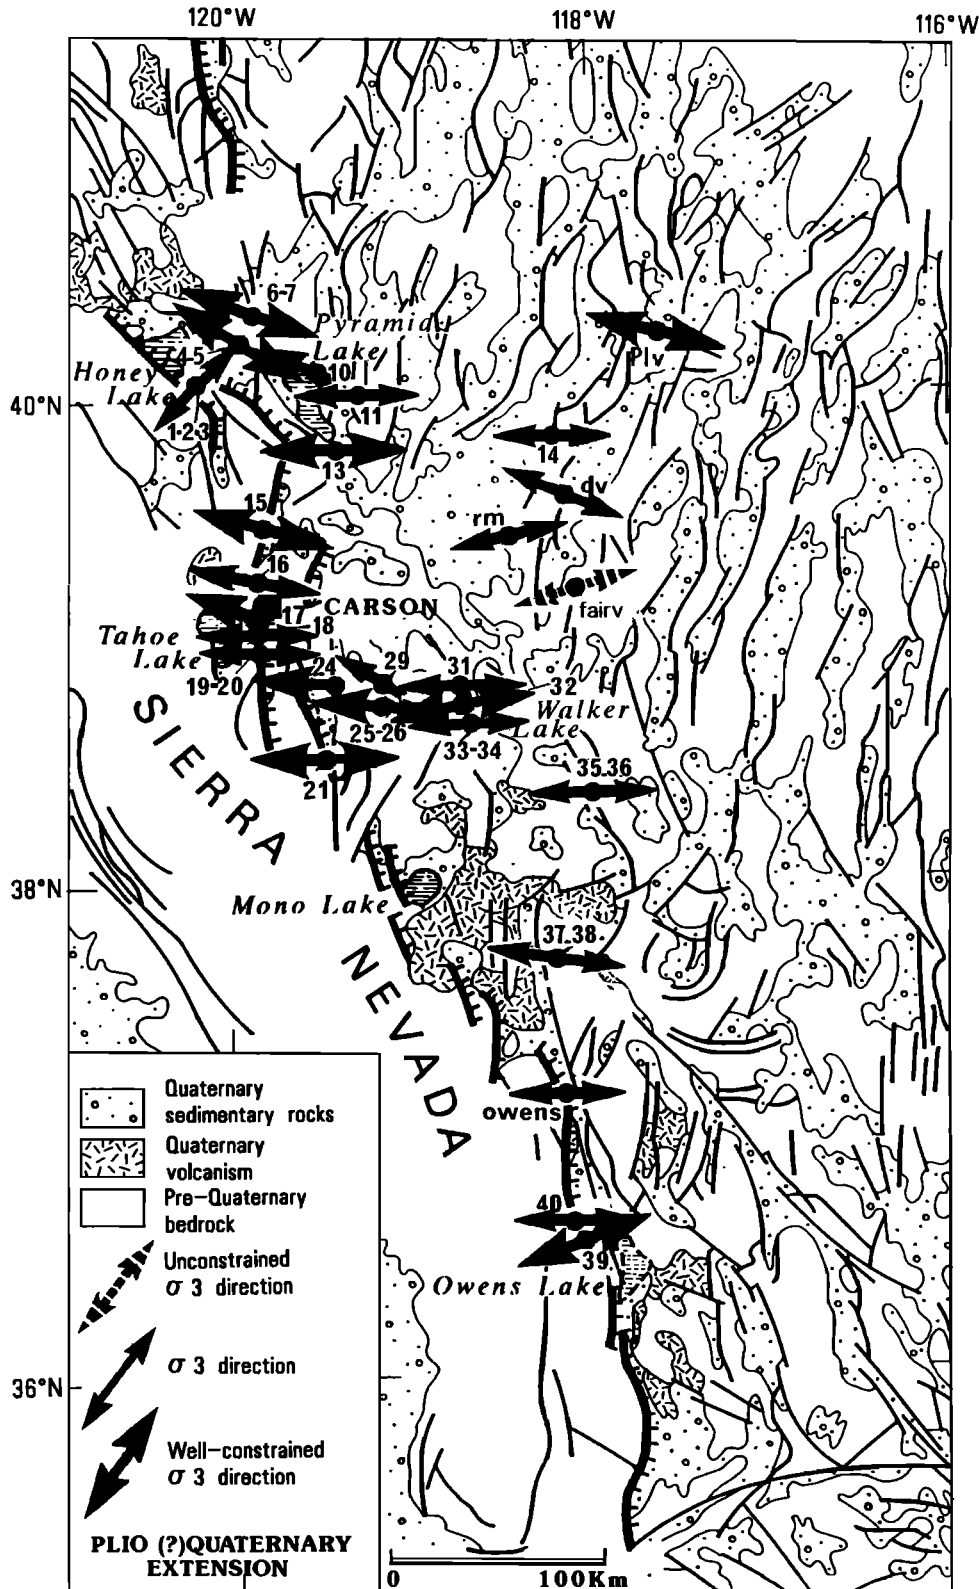 120°W 118°W 116°W
6-7
Pyramid
Lake
Plv
4-5
Honey
Lake
10
11
40°N
1-2-3
13
14
dv
15
rm
16
fairv
17
CARSON
18
Tahoe
Lake
19-20
24
29
31
32
Walker
Lake
25-26
33-34
21
35.36
SIERRA NEVADA
38°N
Mono Lake
37.38
owens
40
39
Owens Lake
36°N
Quaternary
sedimentary rocks
Quaternary
volcanism
Pre-Quaternary
bedrock
Unconstrained
σ 3 direction
σ 3 direction
Well-constrained
σ 3 direction
PLIO (?)QUATERNARY
EXTENSION
0 100Km